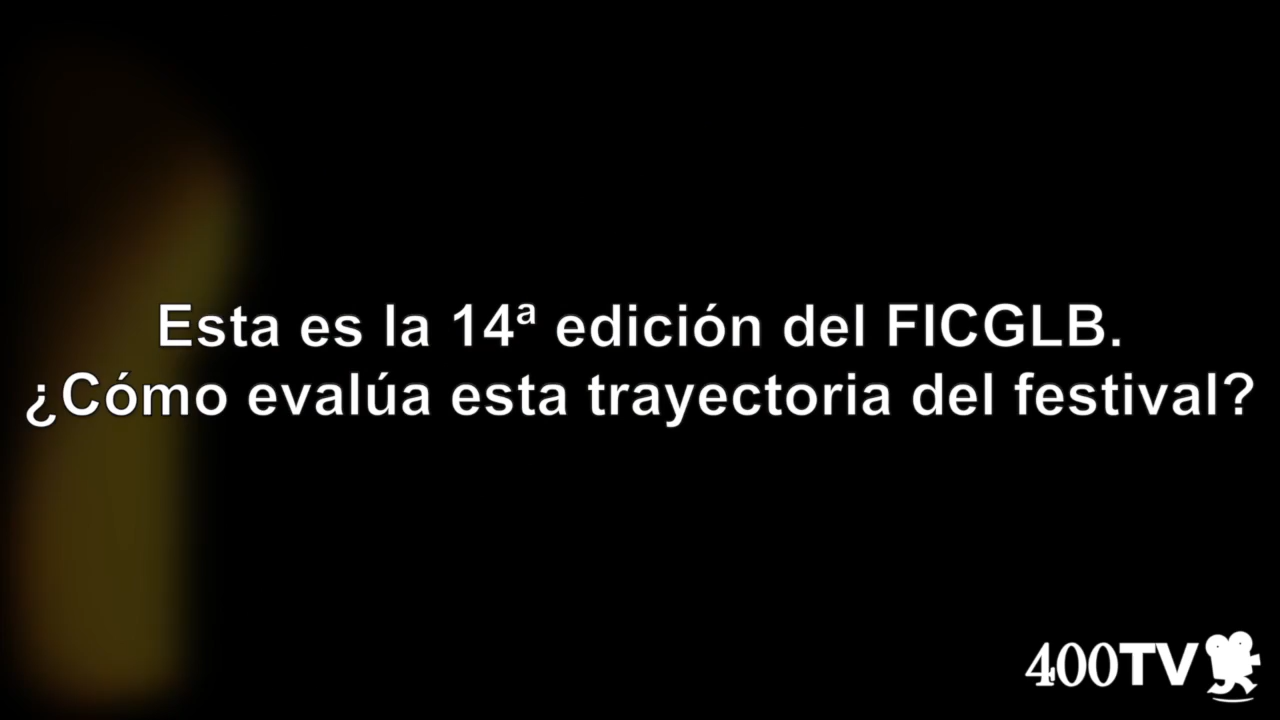 Esta es la 14ª edición del FICGLB.
¿Cómo evalúa esta trayectoria del festival?
400TV